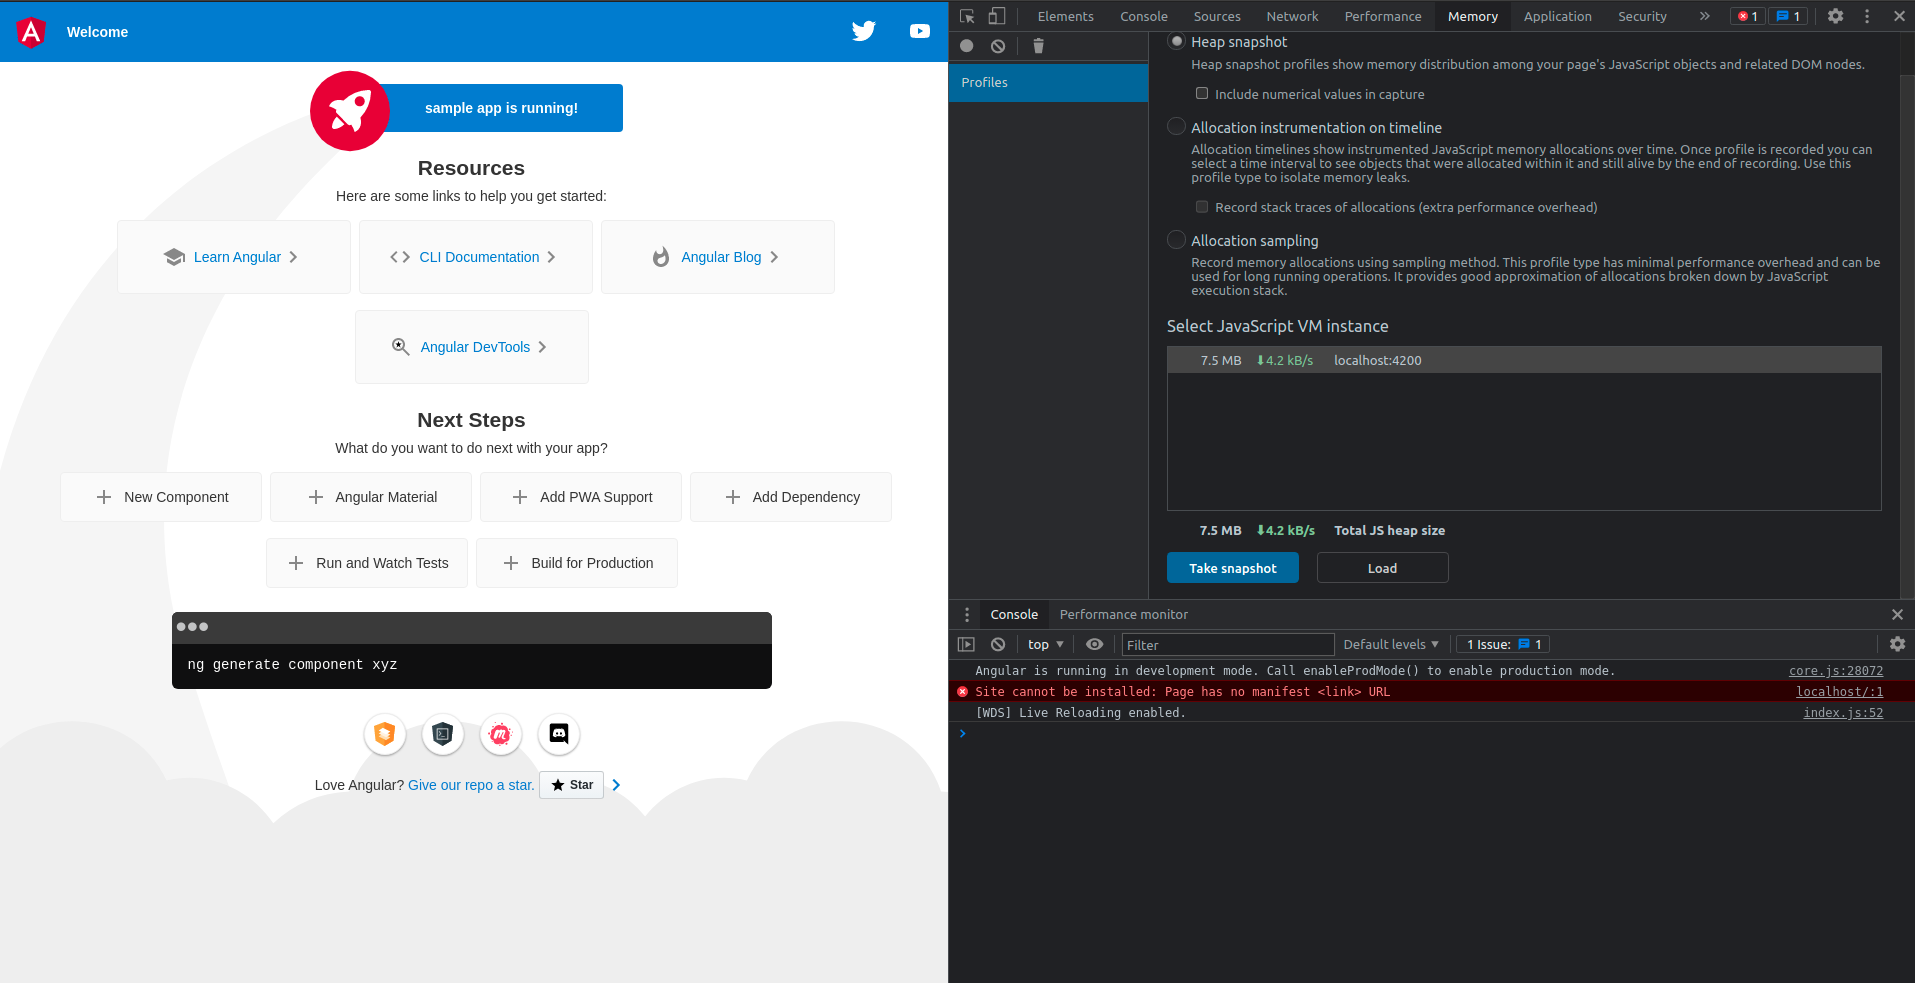 Welcome
sample app is running!
Resources
Here are some links to help you get started:
Learn Angular
CLI Documentation
Angular Blog
Angular DevTools
Next Steps
What do you want to do next with your app?
New Component
Angular Material
Add PWA Support
Add Dependency
Run and Watch Tests
Build for Production
ng generate component xyz
Love Angular? Give our repo a star. Star
Elements Console Sources Network Performance Memory Application Security 1 1
Profiles
Heap snapshot
Heap snapshot profiles show memory distribution among your page's JavaScript objects and related DOM nodes.
Include numerical values in capture
Allocation instrumentation on timeline
Allocation timelines show instrumented JavaScript memory allocations over time. Once profile is recorded you can
select a time interval to see objects that were allocated within it and still alive by the end of recording. Use this
profile type to isolate memory leaks.
Record stack traces of allocations (extra performance overhead)
Allocation sampling
Record memory allocations using sampling method. This profile type has minimal performance overhead and can be
used for long running operations. It provides good approximation of allocations broken down by JavaScript
execution stack.
Select JavaScript VM instance
7.5 MB 4.2 kB/s localhost:4200
7.5 MB 4.2 kB/s Total JS heap size
Take snapshot Load
Console Performance monitor
top Filter Default levels 1 Issue: 1
Angular is running in development mode. Call enableProdMode() to enable production mode. core.js:28072
Site cannot be installed: Page has no manifest <link> URL localhost/:1
[WDS] Live Reloading enabled. index.js:52